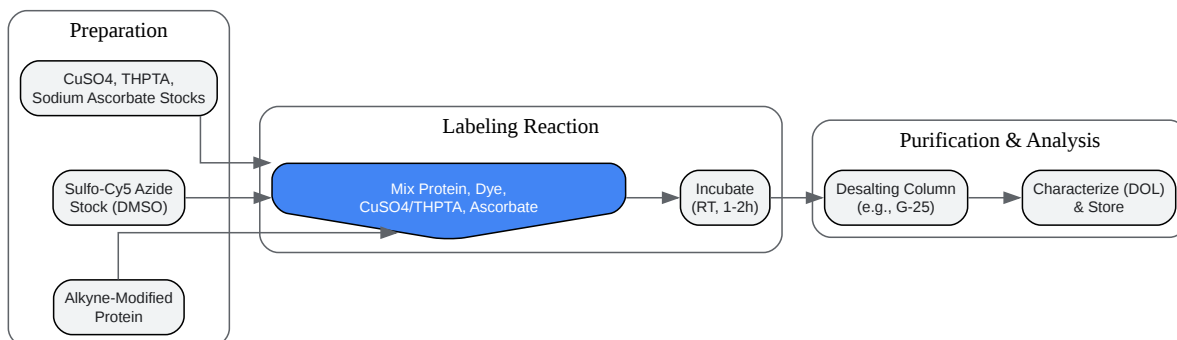 Preparation
CuSO4, THPTA,
Sodium Ascorbate Stocks
Sulfo-Cy5 Azide
Stock (DMSO)
Alkyne-Modified
Protein
Labeling Reaction
Mix Protein, Dye,
CuSO4/THPTA, Ascorbate
Incubate
(RT, 1-2h)
Purification & Analysis
Desalting Column
(e.g., G-25)
Characterize (DOL)
& Store